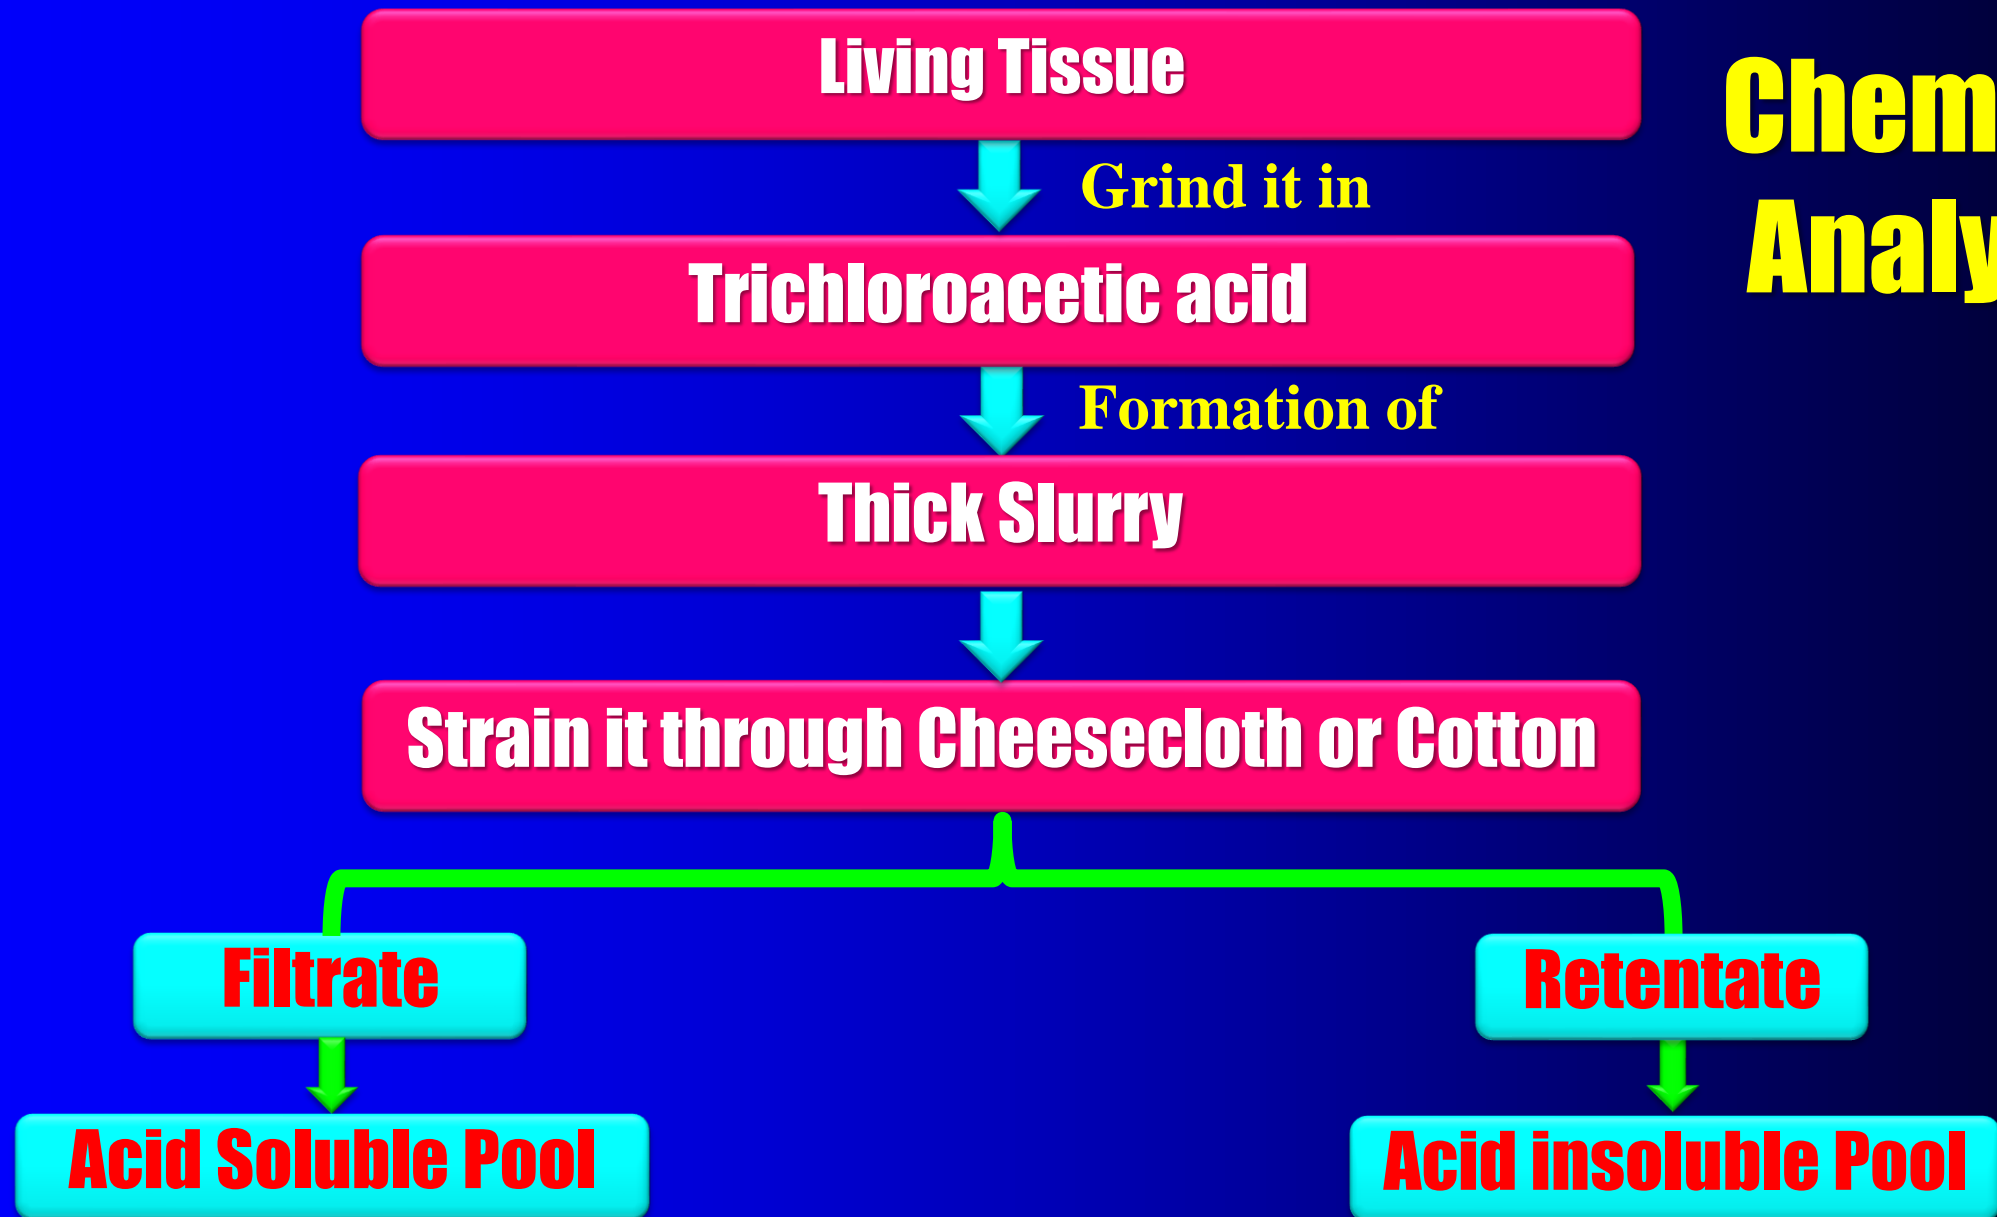 Living Tissue
Chem
Analy
Grind it in
Trichloroacetic acid
Formation of
Thick Slurry
Strain it through Cheesecloth or Cotton
Filtrate
Retentate
Acid Soluble Pool
Acid insoluble Pool